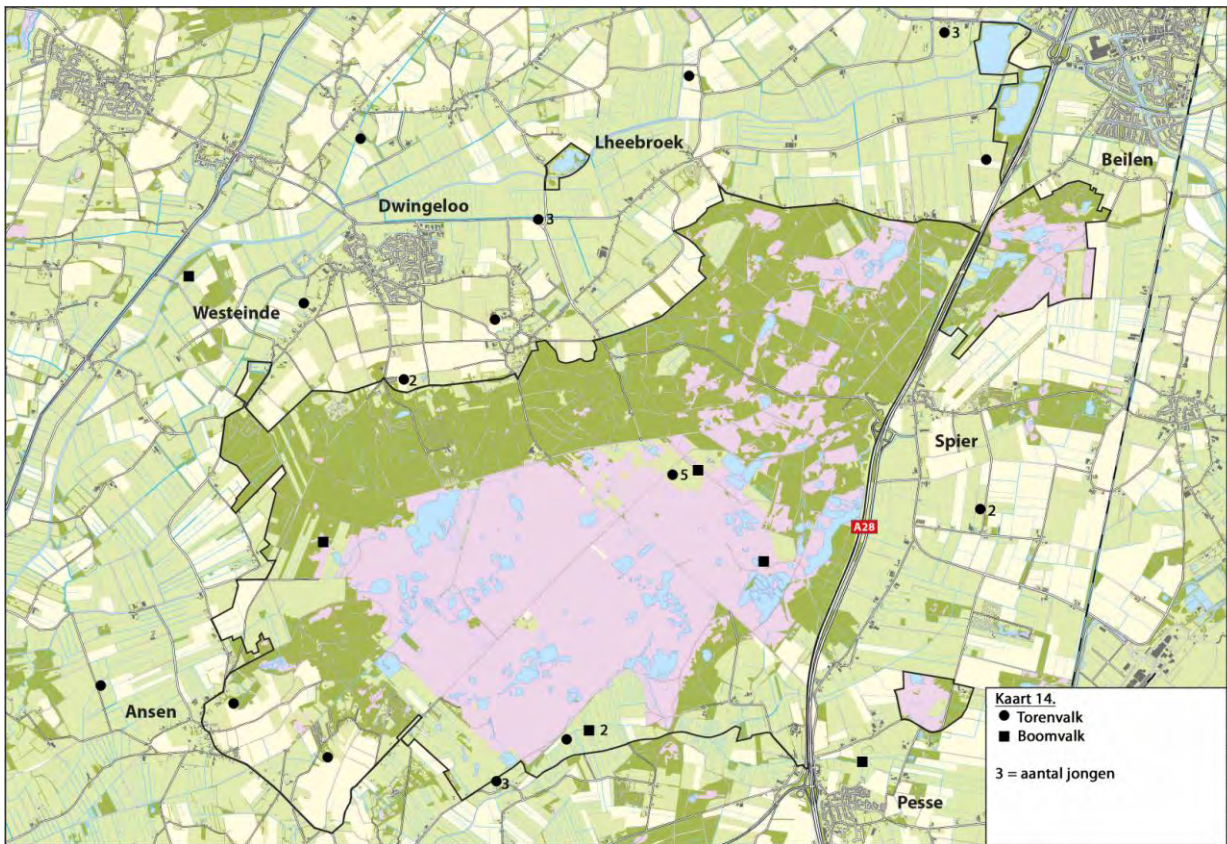 3
Lheebroek
Beilen
Dwingeloo
3
Westeinde
2
Spier
5
2
A28
Ansen
2
3
Pesse
Kaart 14.
Torenvalk
Boomvalk
3 = aantal jongen